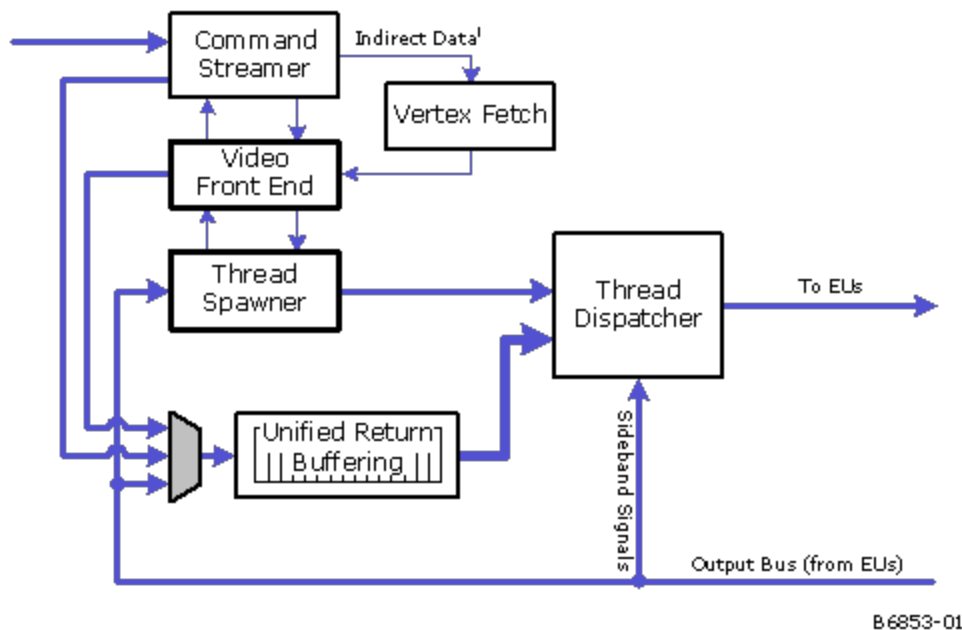 Command
Streamer
Indirect Data¹
Vertex Fetch
Video
Front End
Thread
Spawner
Thread
Dispatcher
To EUs
Unified Return
Buffering
Sideband Signals
Output Bus (from EUs)
B6853-01